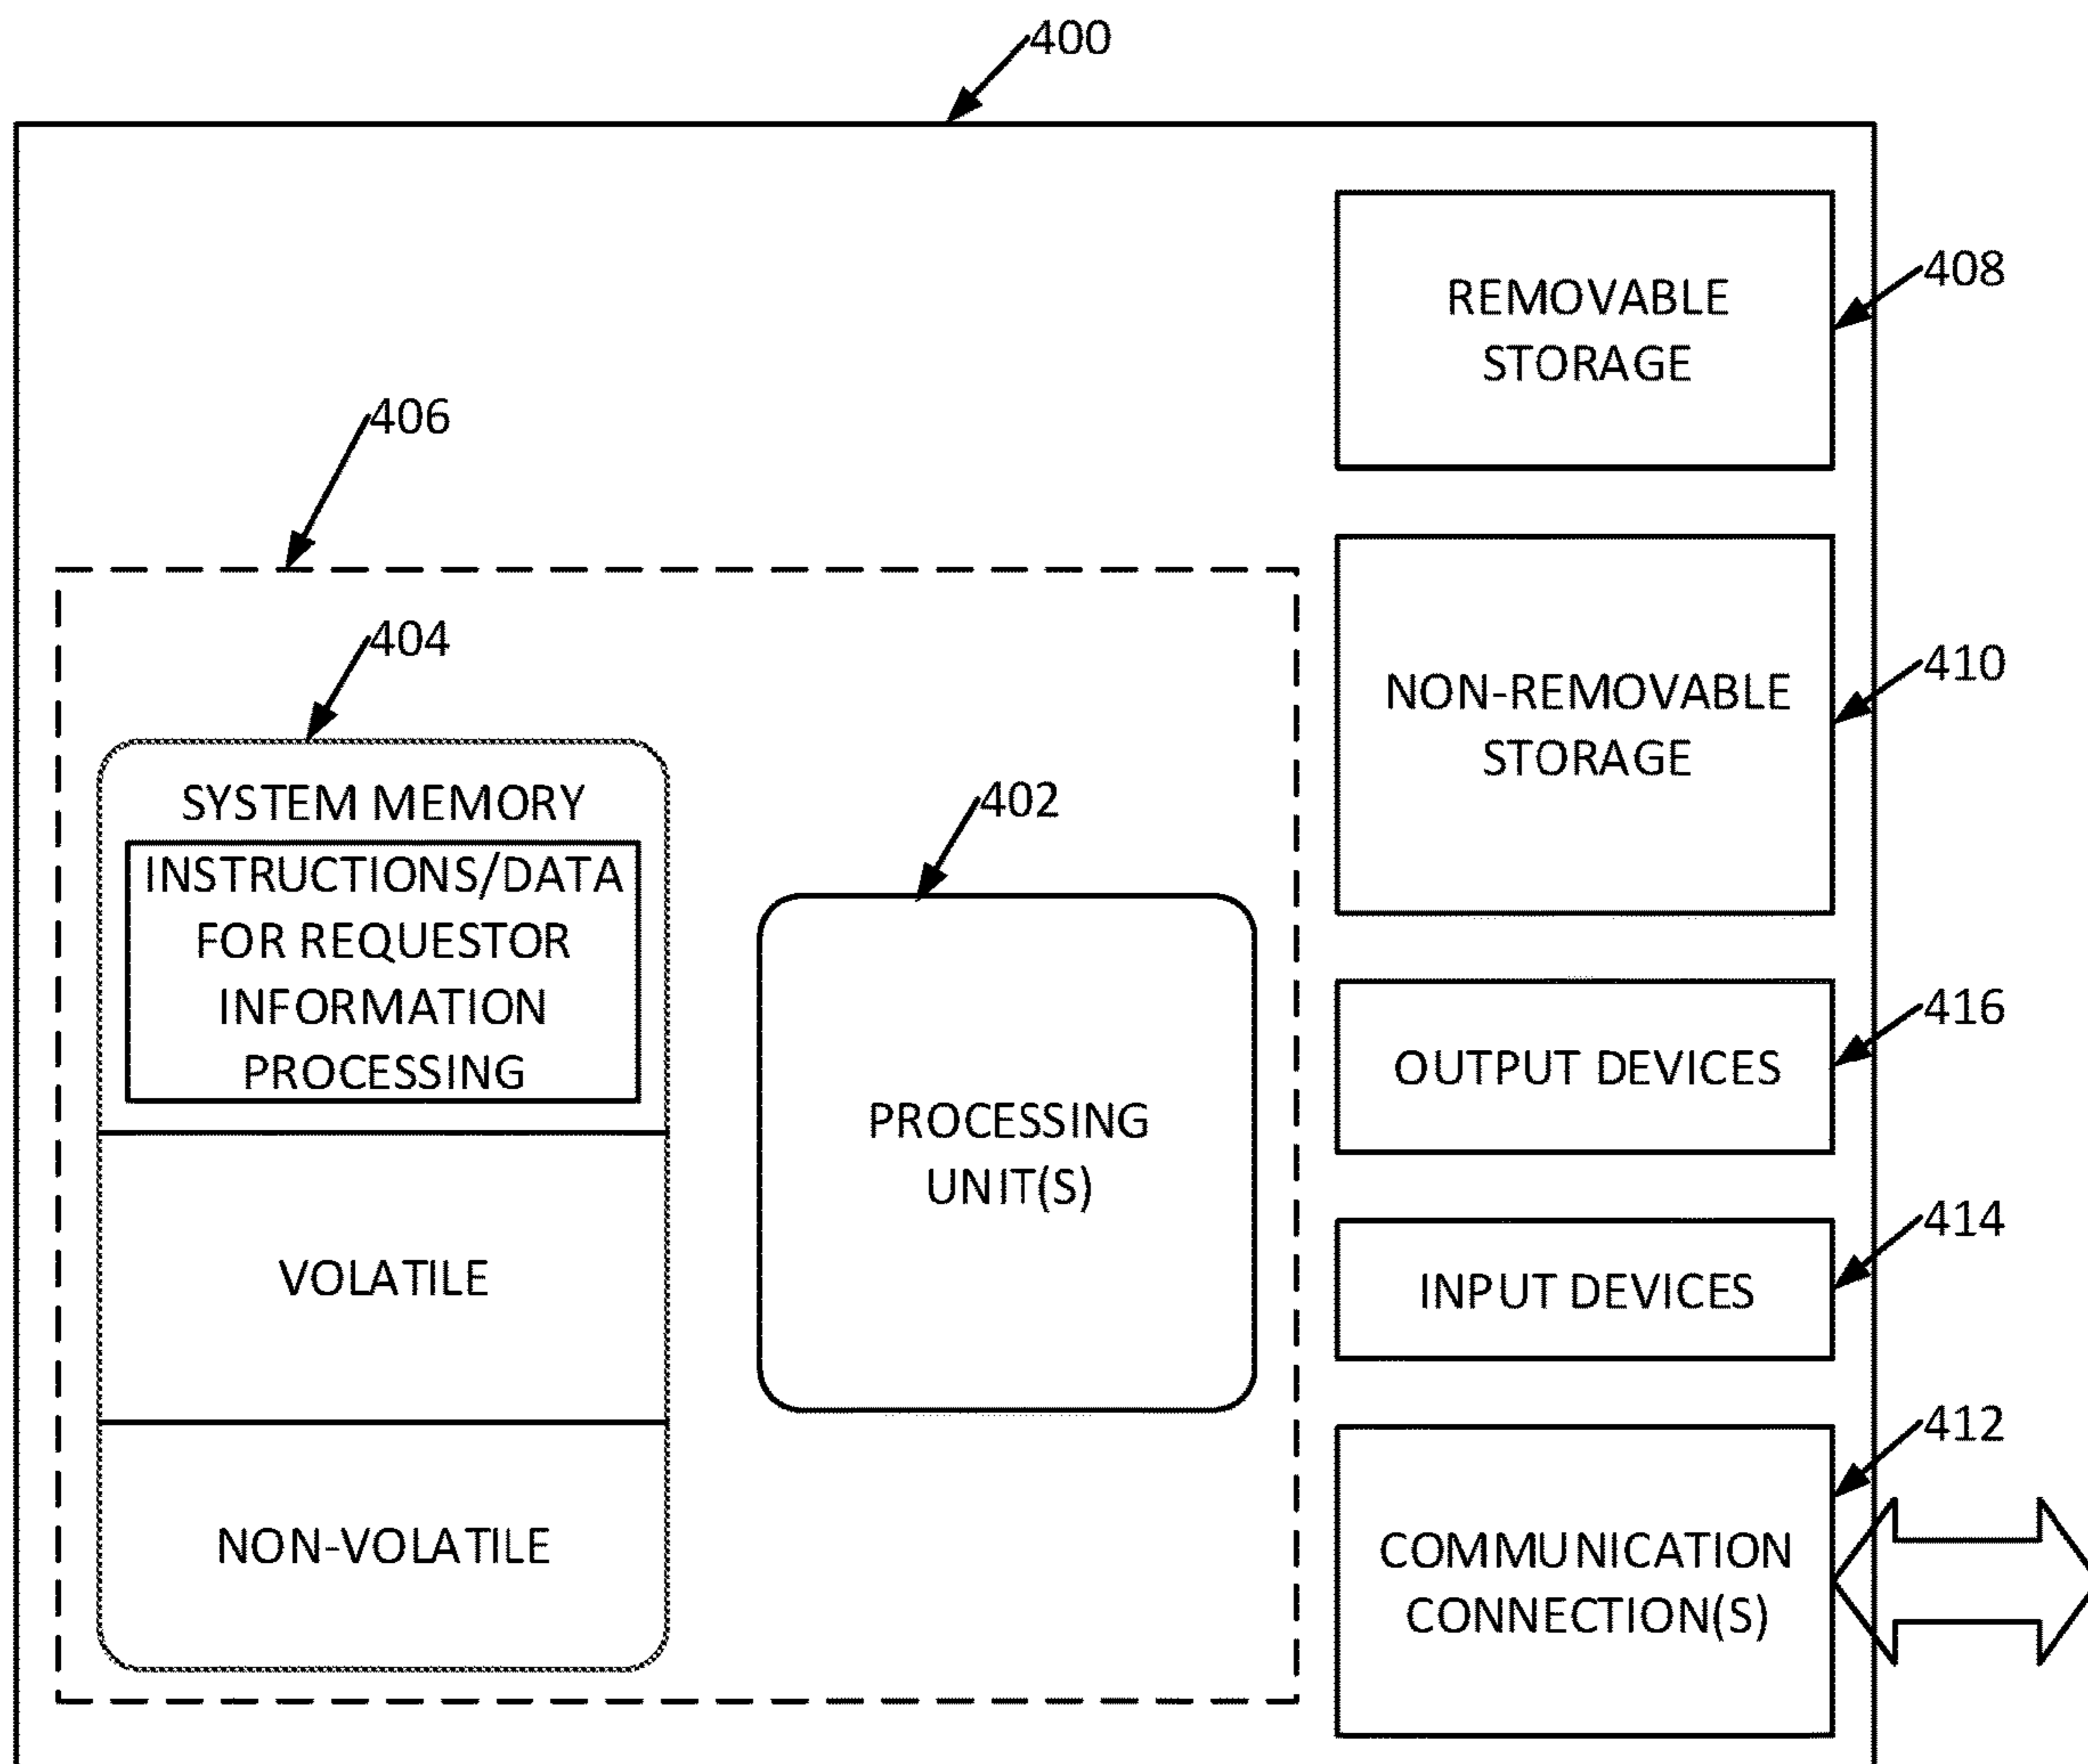 400
REMOVABLE
STORAGE
408
406
NON-REMOVABLE
STORAGE
410
404
SYSTEM MEMORY
INSTRUCTIONS/DATA
FOR REQUESTOR
INFORMATION
PROCESSING
VOLATILE
NON-VOLATILE
402
PROCESSING
UNIT(S)
416
OUTPUT DEVICES
414
INPUT DEVICES
412
COMMUNICATION
CONNECTION(S)